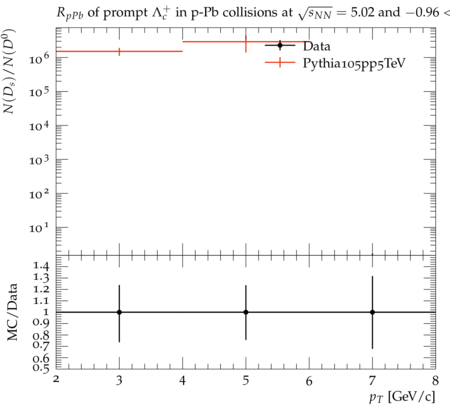 R_{pPb} of prompt Λ_c^+ in p-Pb collisions at √s_{NN} = 5.02 and −0.96 <
N(D_s)/N(D^0)
10^6
10^5
10^4
10^3
10^2
10^1
Data
Pythia105pp5TeV
MC/Data
1.4
1.3
1.2
1.1
1
0.9
0.8
0.7
0.6
0.5
2 3 4 5 6 7 8
p_T [GeV/c]